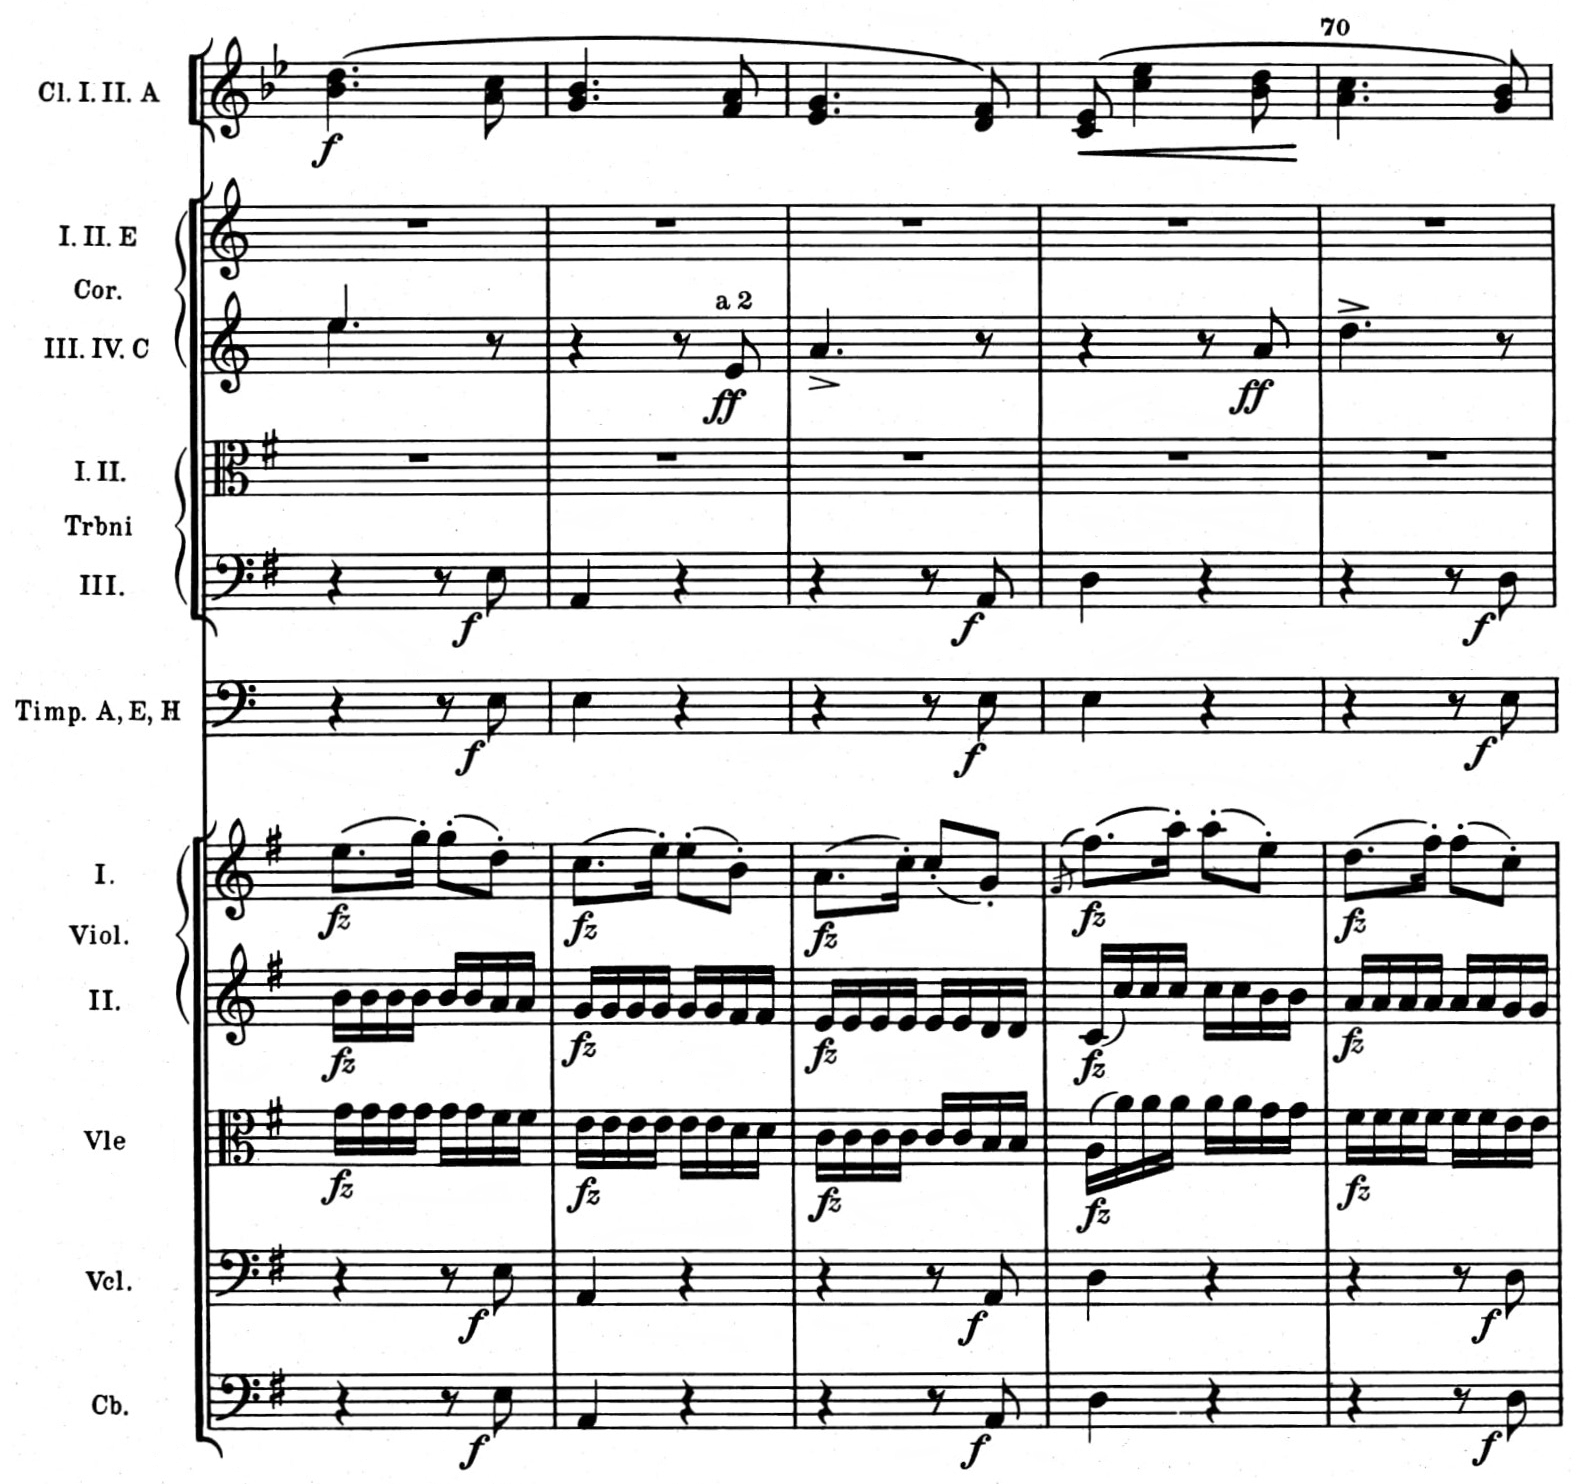 70
Cl. I. II. A
f
I. II. E
Cor.
a 2
III. IV. C
ff ff
I. II.
Trbni
III.
f f f
Timp. A, E, H
f f f
I.
fz fz fz fz fz
Viol.
II.
fz fz fz fz fz
Vle
fz fz fz fz fz
Vcl.
f f f
Cb.
f f f